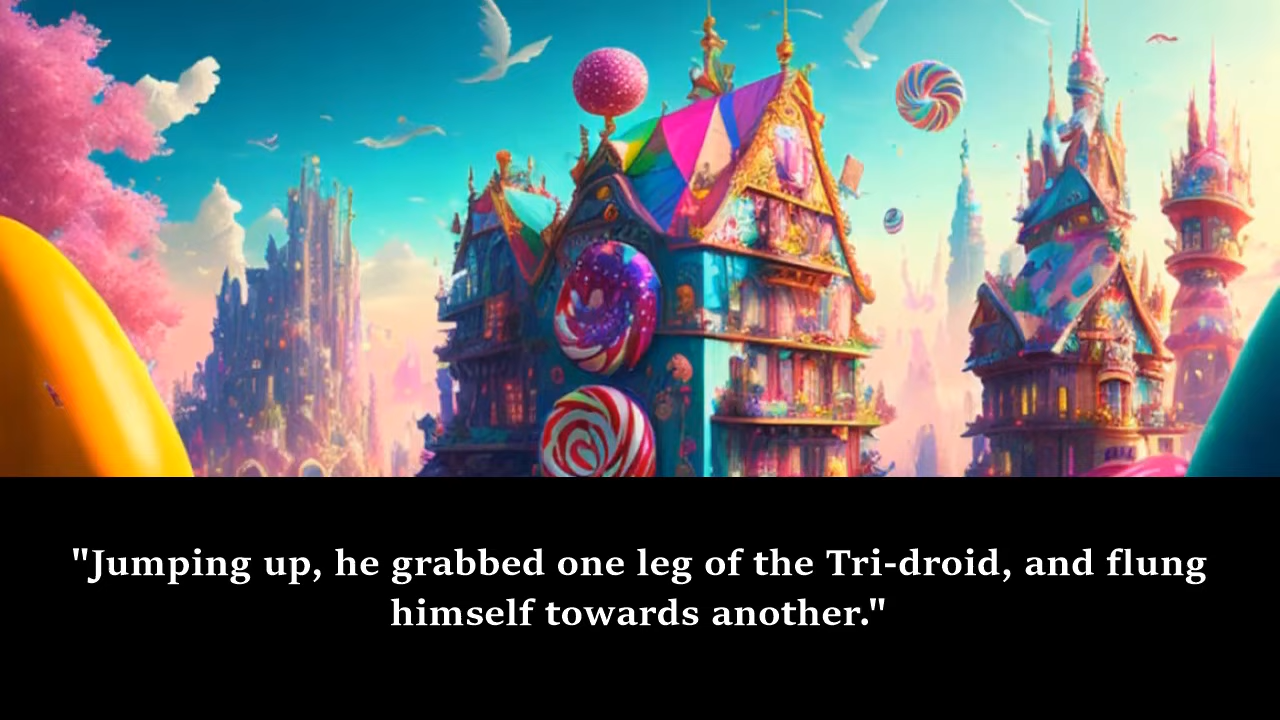 "Jumping up, he grabbed one leg of the Tri-droid, and flung
himself towards another."